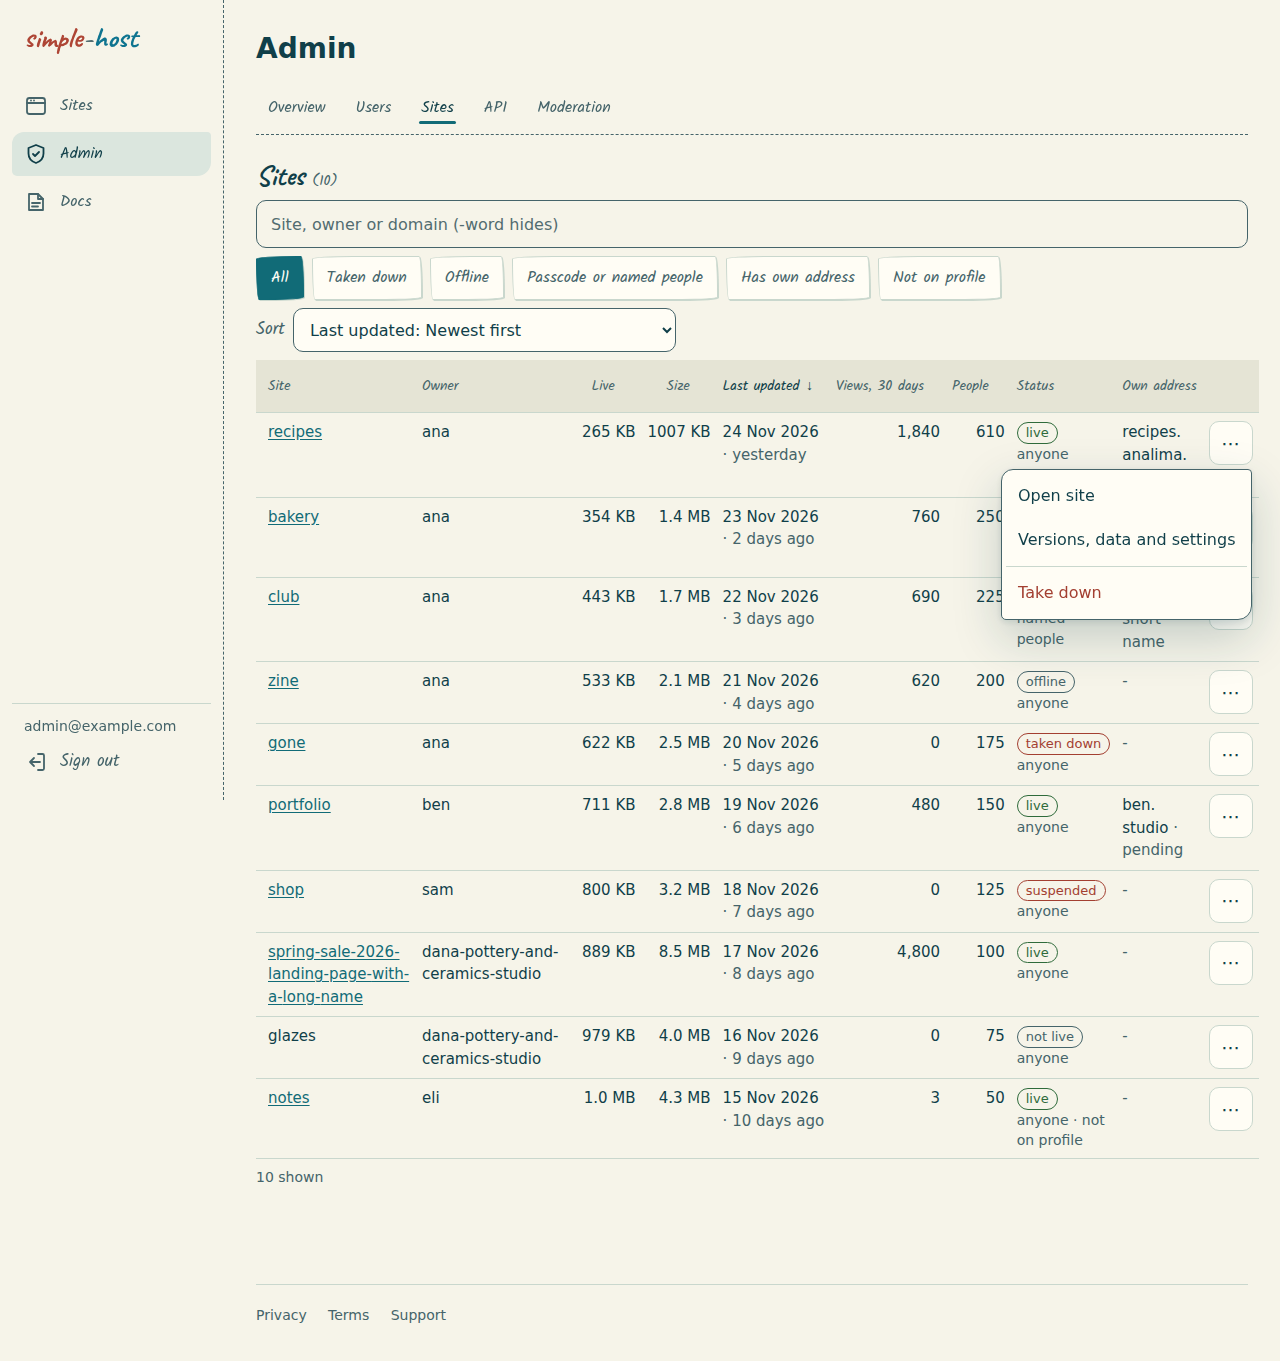 simple-host
Sites
Admin
Docs
admin@example.com
Sign out
Admin
Overview Users Sites API Moderation
Sites (10)
Site, owner or domain (-word hides)
All Taken down Offline Passcode or named people Has own address Not on profile
Sort Last updated: Newest first
Site Owner Live Size Last updated ↓ Views, 30 days People Status Own address
recipes ana 265 KB 1007 KB 24 Nov 2026 1,840 610 live recipes. ...
· yesterday anyone analima.
Open site
Versions, data and settings
Take down
bakery ana 354 KB 1.4 MB 23 Nov 2026 760 250
· 2 days ago
club ana 443 KB 1.7 MB 22 Nov 2026 690 225
· 3 days ago named short
people name
zine ana 533 KB 2.1 MB 21 Nov 2026 620 200 offline - ...
· 4 days ago anyone
gone ana 622 KB 2.5 MB 20 Nov 2026 0 175 taken down - ...
· 5 days ago anyone
portfolio ben 711 KB 2.8 MB 19 Nov 2026 480 150 live ben. ...
· 6 days ago anyone studio ·
pending
shop sam 800 KB 3.2 MB 18 Nov 2026 0 125 suspended - ...
· 7 days ago anyone
spring-sale-2026- dana-pottery-and- 889 KB 8.5 MB 17 Nov 2026 4,800 100 live - ...
landing-page-with- ceramics-studio · 8 days ago anyone
a-long-name
glazes dana-pottery-and- 979 KB 4.0 MB 16 Nov 2026 0 75 not live - ...
ceramics-studio · 9 days ago anyone
notes eli 1.0 MB 4.3 MB 15 Nov 2026 3 50 live - ...
· 10 days ago anyone · not
on profile
10 shown
Privacy Terms Support